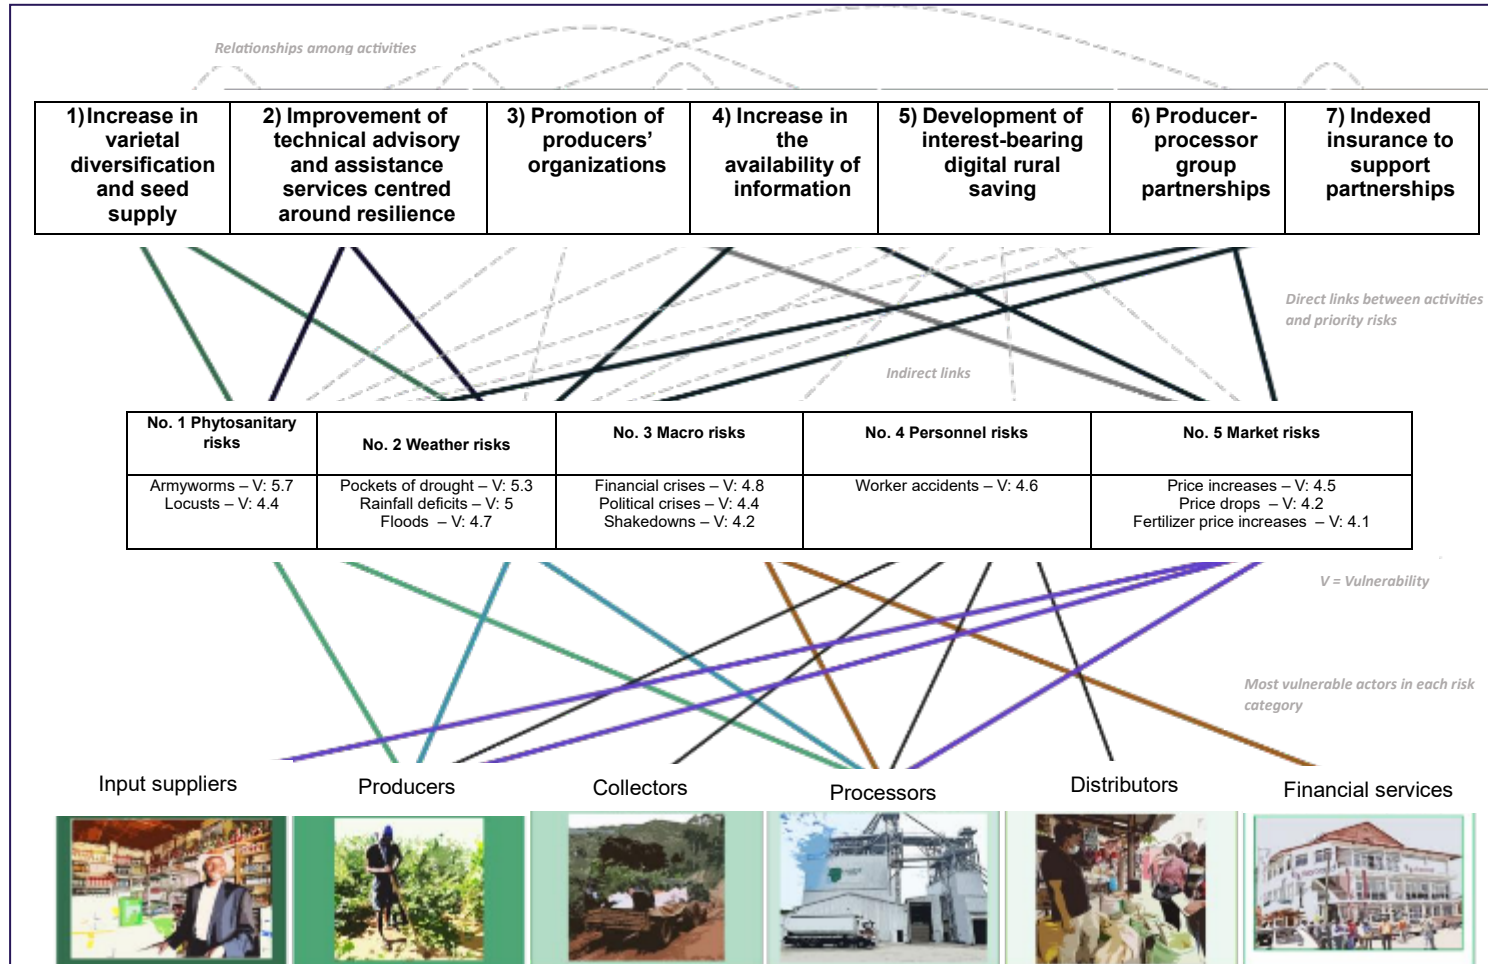 Relationships among activities
1) Increase in
varietal
diversification
and seed
supply
2) Improvement of
technical advisory
and assistance
services centred
around resilience
3) Promotion of
producers'
organizations
4) Increase in
the
availability of
information
5) Development of
interest-bearing
digital rural
saving
6) Producer-
processor
group
partnerships
7) Indexed
insurance to
support
partnerships
Direct links between activities
and priority risks
Indirect links
No. 1 Phytosanitary
risks
No. 2 Weather risks
No. 3 Macro risks
No. 4 Personnel risks
No. 5 Market risks
Armyworms – V: 5.7
Locusts – V: 4.4
Pockets of drought – V: 5.3
Rainfall deficits – V: 5
Floods – V: 4.7
Financial crises – V: 4.8
Political crises – V: 4.4
Shakedowns – V: 4.2
Worker accidents – V: 4.6
Price increases – V: 4.5
Price drops – V: 4.2
Fertilizer price increases – V: 4.1
V = Vulnerability
Most vulnerable actors in each risk
category
Input suppliers
Producers
Collectors
Processors
Distributors
Financial services